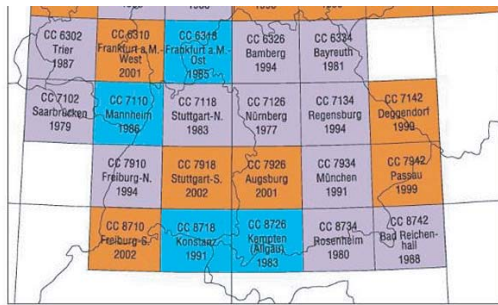 CC 6302
Trier
1987
CC 6310
Frankfurt a.M.-
West
2001
CC 6318
Frankfurt a.M.-
Ost
1985
CC 6326
Bamberg
1994
CC 6334
Bayreuth
1981
CC 7102
Saarbrücken
1979
CC 7110
Mannheim
1986
CC 7118
Stuttgart-N.
1983
CC 7126
Nürnberg
1977
CC 7134
Regensburg
1994
CC 7142
Deggendorf
1999
CC 7910
Freiburg-N.
1994
CC 7918
Stuttgart-S.
2002
CC 7926
Augsburg
2001
CC 7934
München
1991
CC 7942
Passau
1999
CC 8710
Freiburg-S.
2002
CC 8718
Konstanz
1991
CC 8726
Kempten
(Allgäu)
1983
CC 8734
Rosenheim
1980
CC 8742
Bad Reichen-
hall
1988